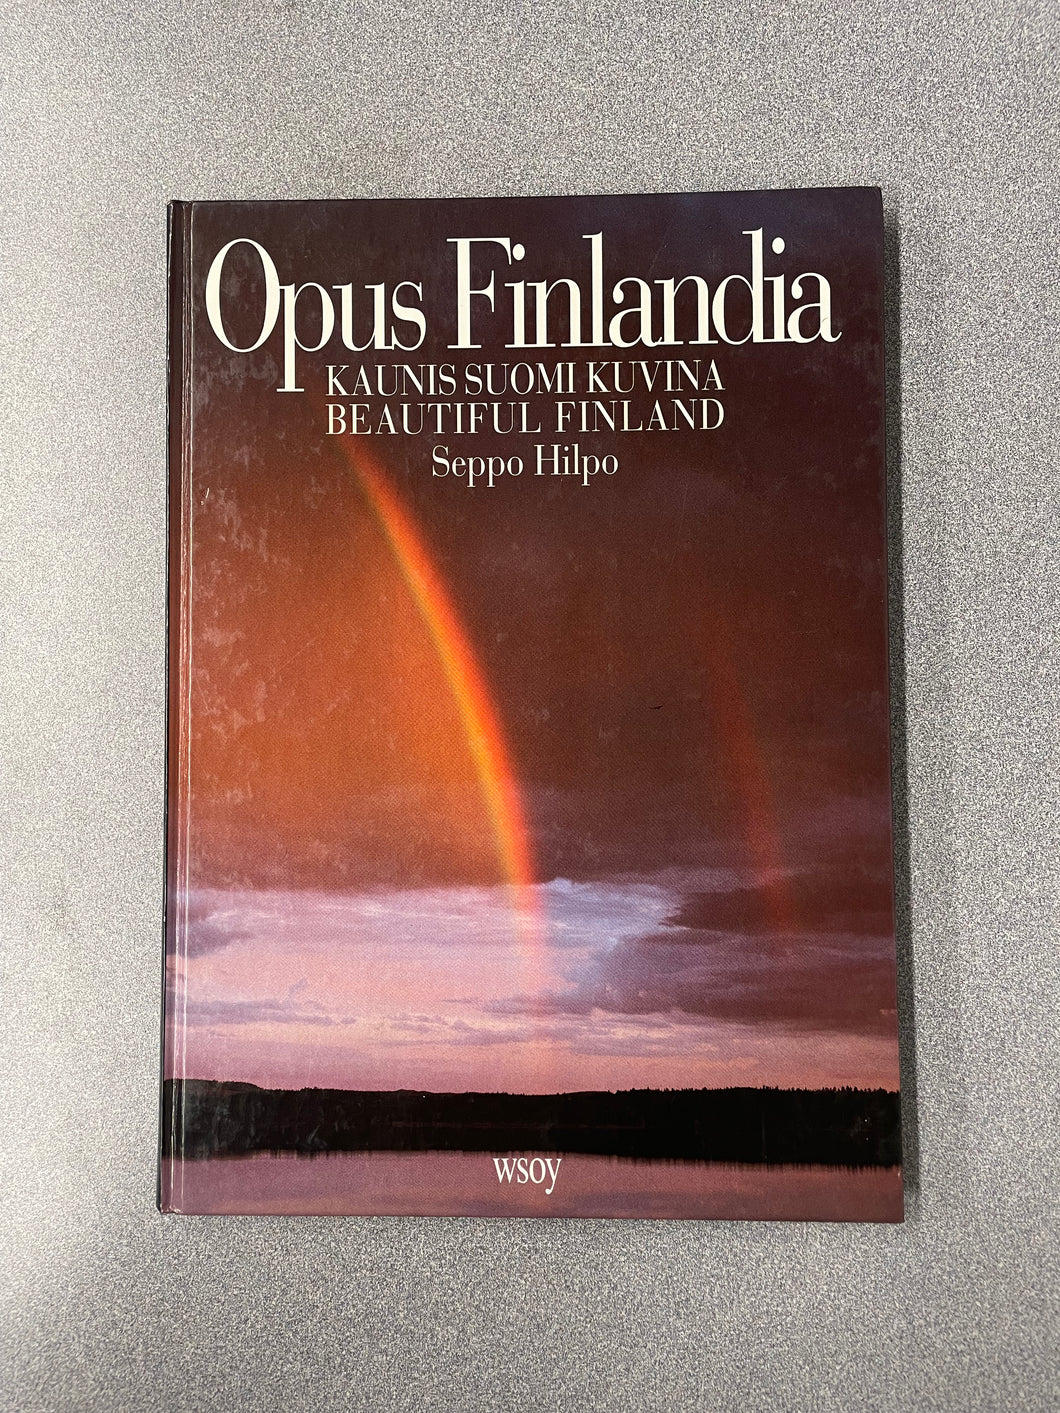 Opus Finlandia
KAUNIS SUOMI KUVINA
BEAUTIFUL FINLAND
Seppo Hilpo
wsoy